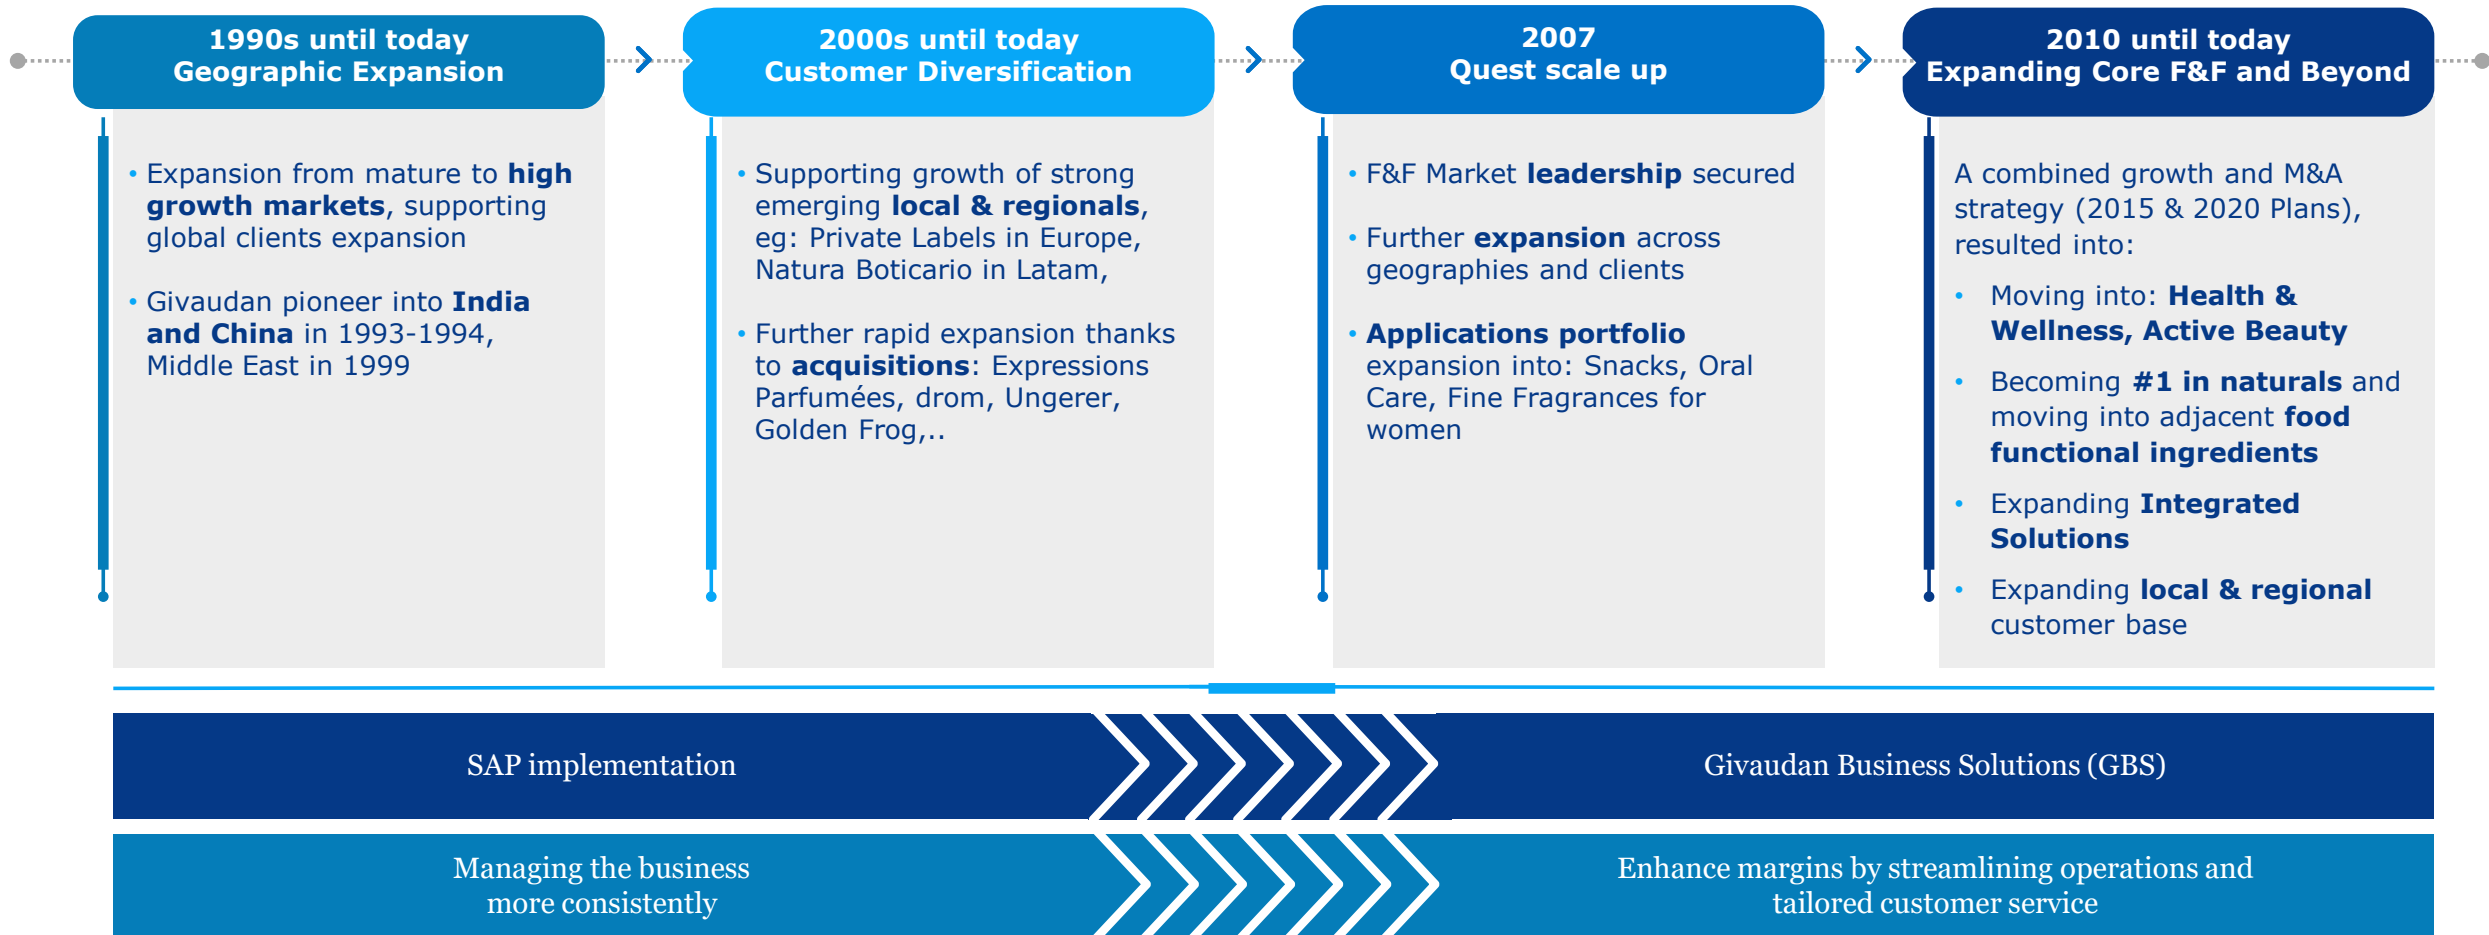 1990s until today
Geographic Expansion
• Expansion from mature to high
growth markets, supporting
global clients expansion
• Givaudan pioneer into India
and China in 1993-1994,
Middle East in 1999
2000s until today
Customer Diversification
• Supporting growth of strong
emerging local & regionals,
eg: Private Labels in Europe,
Natura Boticario in Latam,
• Further rapid expansion thanks
to acquisitions: Expressions
Parfumées, drom, Ungerer,
Golden Frog,..
2007
Quest scale up
• F&F Market leadership secured
• Further expansion across
geographies and clients
• Applications portfolio
expansion into: Snacks, Oral
Care, Fine Fragrances for
women
2010 until today
Expanding Core F&F and Beyond
A combined growth and M&A
strategy (2015 & 2020 Plans),
resulted into:
• Moving into: Health &
Wellness, Active Beauty
• Becoming #1 in naturals and
moving into adjacent food
functional ingredients
• Expanding Integrated
Solutions
• Expanding local & regional
customer base
SAP implementation
Givaudan Business Solutions (GBS)
Managing the business
more consistently
Enhance margins by streamlining operations and
tailored customer service